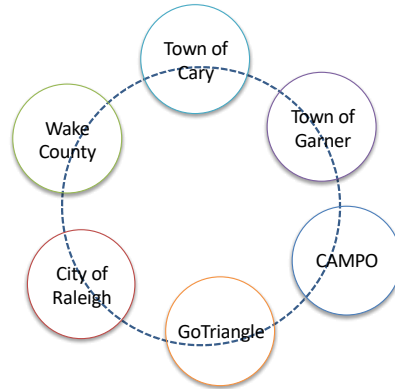 Town of
Cary
Town of
Garner
CAMPO
GoTriangle
City of
Raleigh
Wake
County